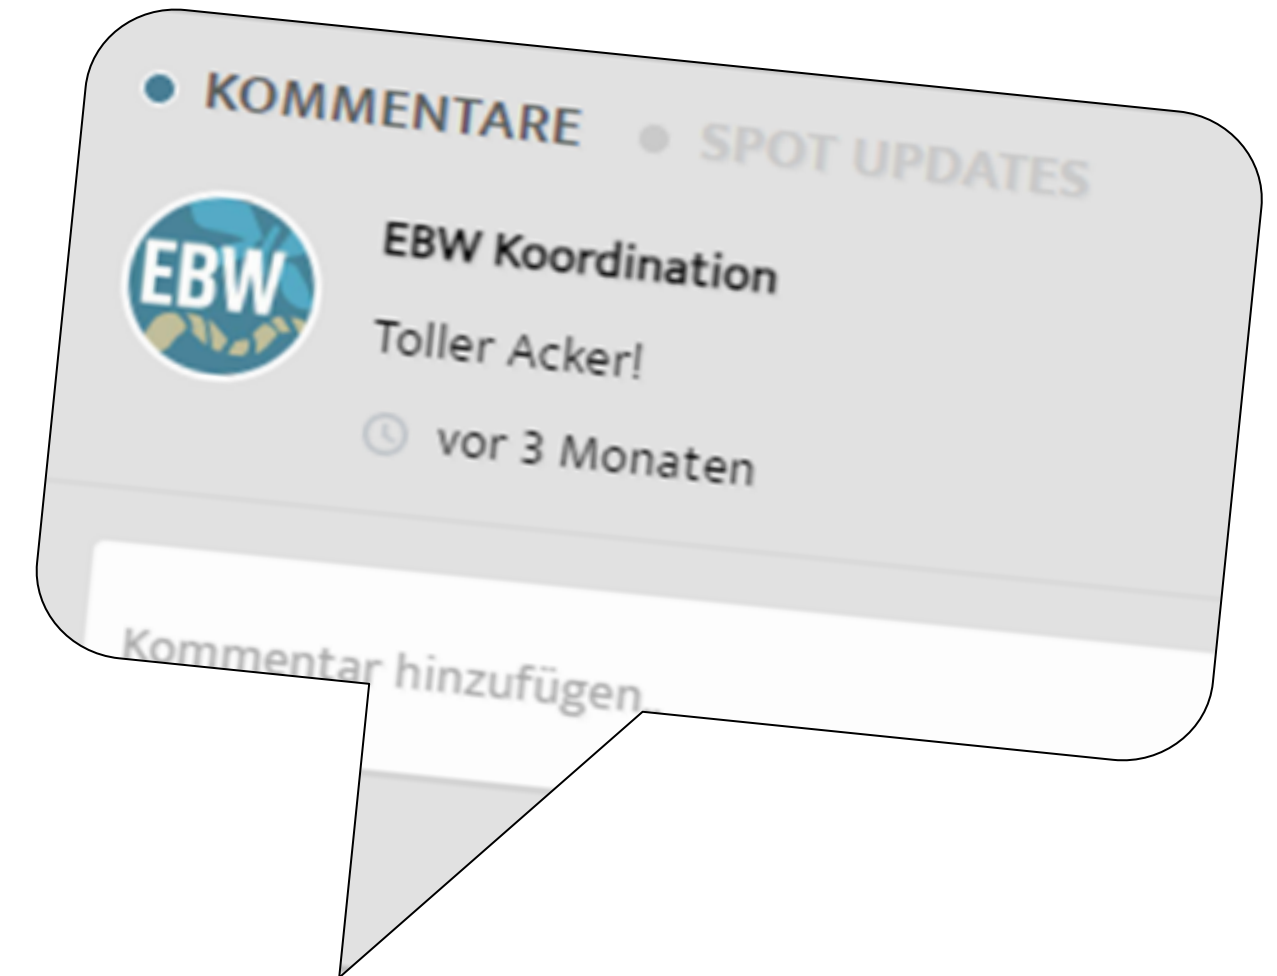 KOMMENTARE SPOT UPDATES
EBW
EBW Koordination
Toller Acker!
vor 3 Monaten
Kommentar hinzufügen..